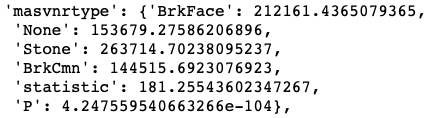 'masvnrtype': {'BrkFace': 212161.4365079365,
'None': 153679.27586206896,
'Stone': 263714.70238095237,
'BrkCmn': 144515.6923076923,
'statistic': 181.25543602347267,
'P': 4.247559540663266e-104},